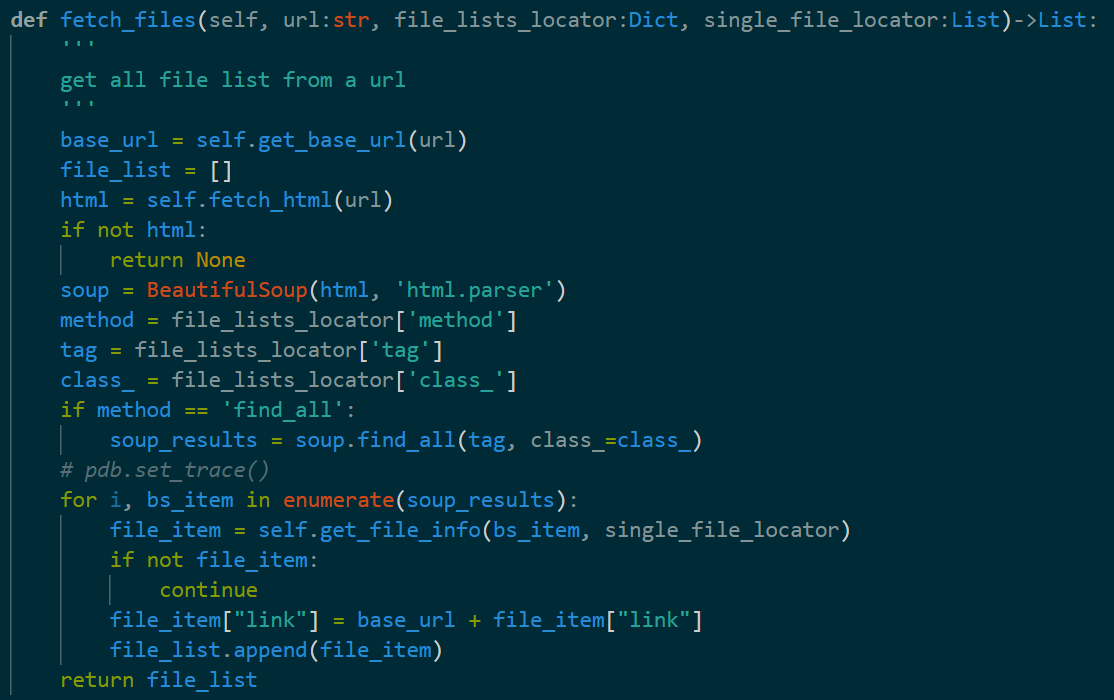 def fetch_files(self, url:str, file_lists_locator:Dict, single_file_locator:List)->List:
    '''
    get all file list from a url
    '''
    base_url = self.get_base_url(url)
    file_list = []
    html = self.fetch_html(url)
    if not html:
        return None
    soup = BeautifulSoup(html, 'html.parser')
    method = file_lists_locator['method']
    tag = file_lists_locator['tag']
    class_ = file_lists_locator['class_']
    if method == 'find_all':
        soup_results = soup.find_all(tag, class_=class_)
    # pdb.set_trace()
    for i, bs_item in enumerate(soup_results):
        file_item = self.get_file_info(bs_item, single_file_locator)
        if not file_item:
            continue
        file_item["link"] = base_url + file_item["link"]
        file_list.append(file_item)
    return file_list